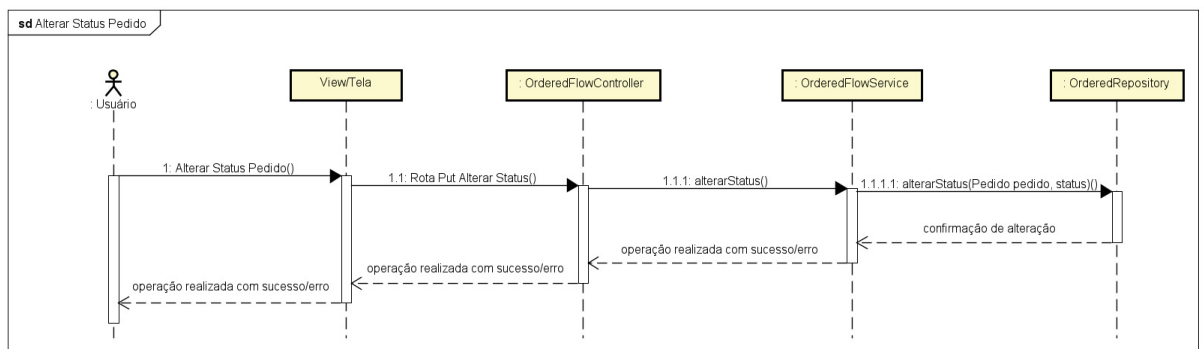 sd Alterar Status Pedido
: Usuário
View/Tela
: OrderedFlowController
: OrderedFlowService
: OrderedRepository
1: Alterar Status Pedido()
1.1: Rota Put Alterar Status()
1.1.1: alterarStatus()
1.1.1.1: alterarStatus(Pedido pedido, status)()
confirmação de alteração
operação realizada com sucesso/erro
operação realizada com sucesso/erro
operação realizada com sucesso/erro